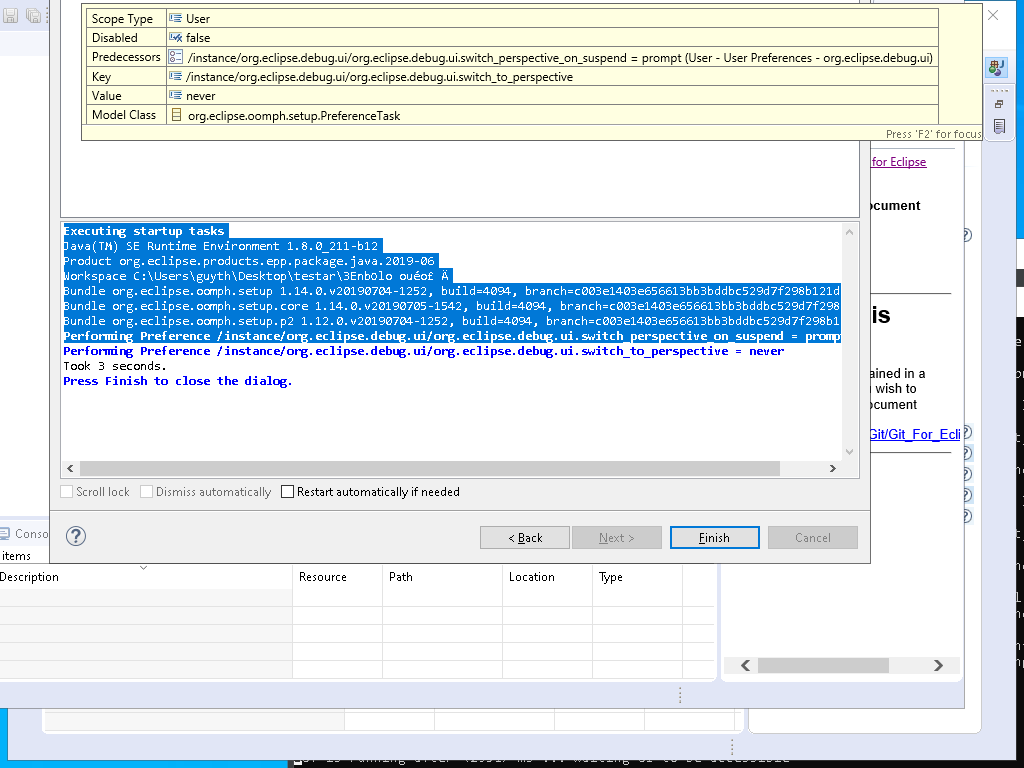 Scope Type User
Disabled false
Predecessors /instance/org.eclipse.debug.ui/org.eclipse.debug.ui.switch_perspective_on_suspend = prompt (User - User Preferences - org.eclipse.debug.ui)
Key /instance/org.eclipse.debug.ui/org.eclipse.debug.ui.switch_to_perspective
Value never
Model Class org.eclipse.oomph.setup.PreferenceTask
Press 'F2' for focus
for Eclipse
ocument
Executing startup tasks
Java(TM) SE Runtime Environment 1.8.0_211-b12
Product org.eclipse.products.epp.package.java.2019-06
Workspace C:\Users\guyth\Desktop\testar\3Enbölo ouéo£ Ä
Bundle org.eclipse.oomph.setup 1.14.0.v20190704-1252, build=4094, branch=c003e1403e656613bb3bddbc529d7f298b121d
Bundle org.eclipse.oomph.setup.core 1.14.0.v20190705-1542, build=4094, branch=c003e1403e656613bb3bddbc529d7f298
Bundle org.eclipse.oomph.setup.p2 1.12.0.v20190704-1252, build=4094, branch=c003e1403e656613bb3bddbc529d7f298b1
Performing Preference /instance/org.eclipse.debug.ui/org.eclipse.debug.ui.switch_perspective_on_suspend = promp
Performing Preference /instance/org.eclipse.debug.ui/org.eclipse.debug.ui.switch_to_perspective = never
Took 3 seconds.
Press Finish to close the dialog.
is
ained in a
wish to
ocument
Git/Git_For_Ecli
Scroll lock Dismiss automatically Restart automatically if needed
? < Back Next > Finish Cancel
Conso
items
Description Resource Path Location Type